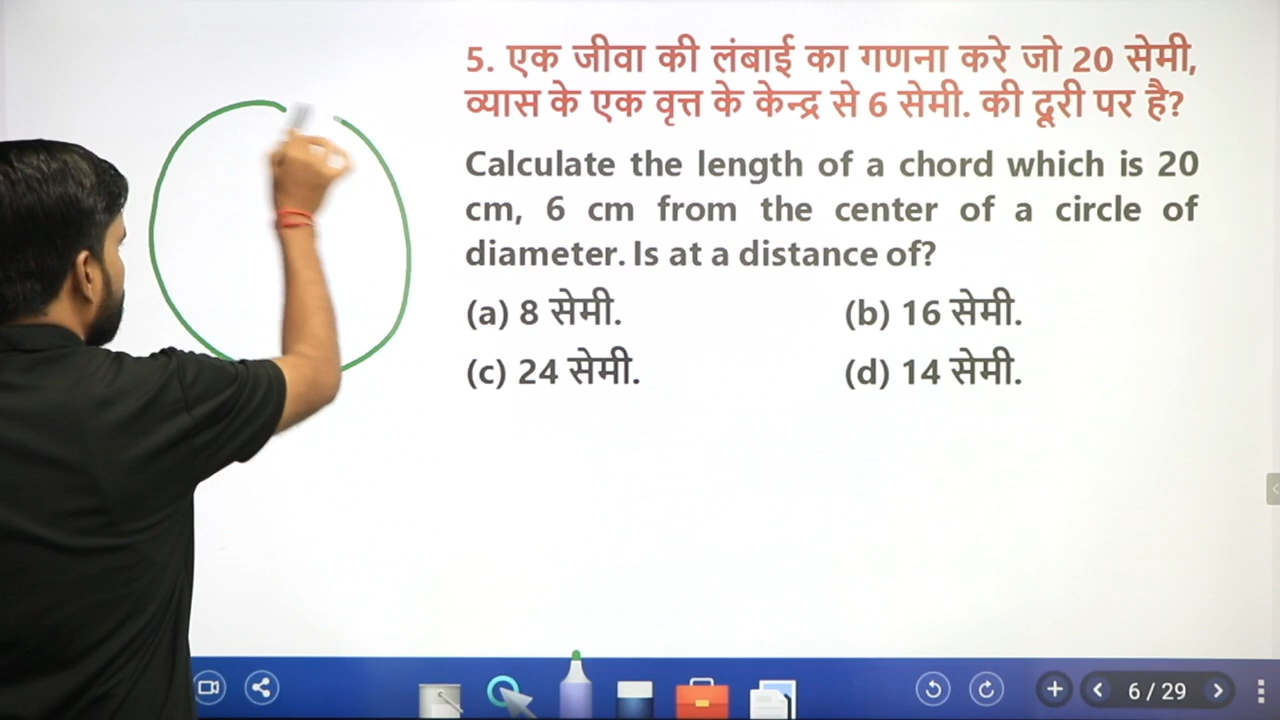 5. एक जीवा की लंबाई का गणना करे जो 20 सेमी,
व्यास के एक वृत्त के केन्द्र से 6 सेमी. की दूरी पर है?
Calculate the length of a chord which is 20
cm, 6 cm from the center of a circle of
diameter. Is at a distance of?
(a) 8 सेमी. (b) 16 सेमी.
(c) 24 सेमी. (d) 14 सेमी.
6 / 29